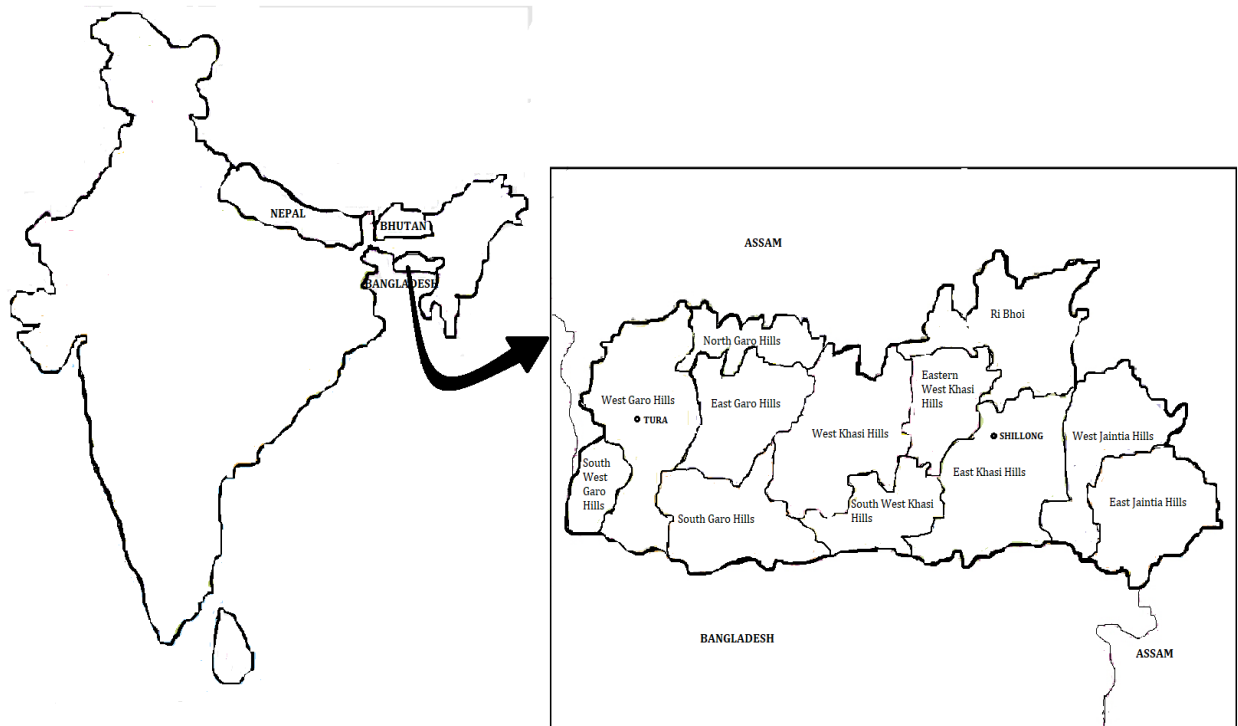 NEPAL
BHUTAN
BANGLADESH
ASSAM
Ri Bhoi
North Garo Hills
Eastern
West Khasi
Hills
West Garo Hills
East Garo Hills
TURA
West Khasi Hills
SHILLONG
West Jaintia Hills
South
West
Garo
Hills
East Khasi Hills
South West Khasi
Hills
East Jaintia Hills
South Garo Hills
BANGLADESH
ASSAM